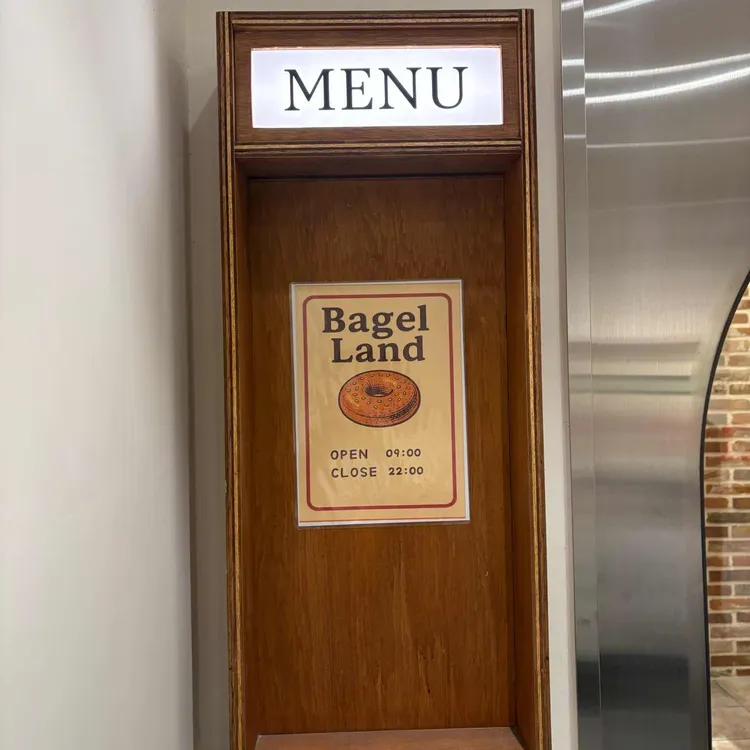 MENU
Bagel
Land
OPEN 09:00
CLOSE 22:00